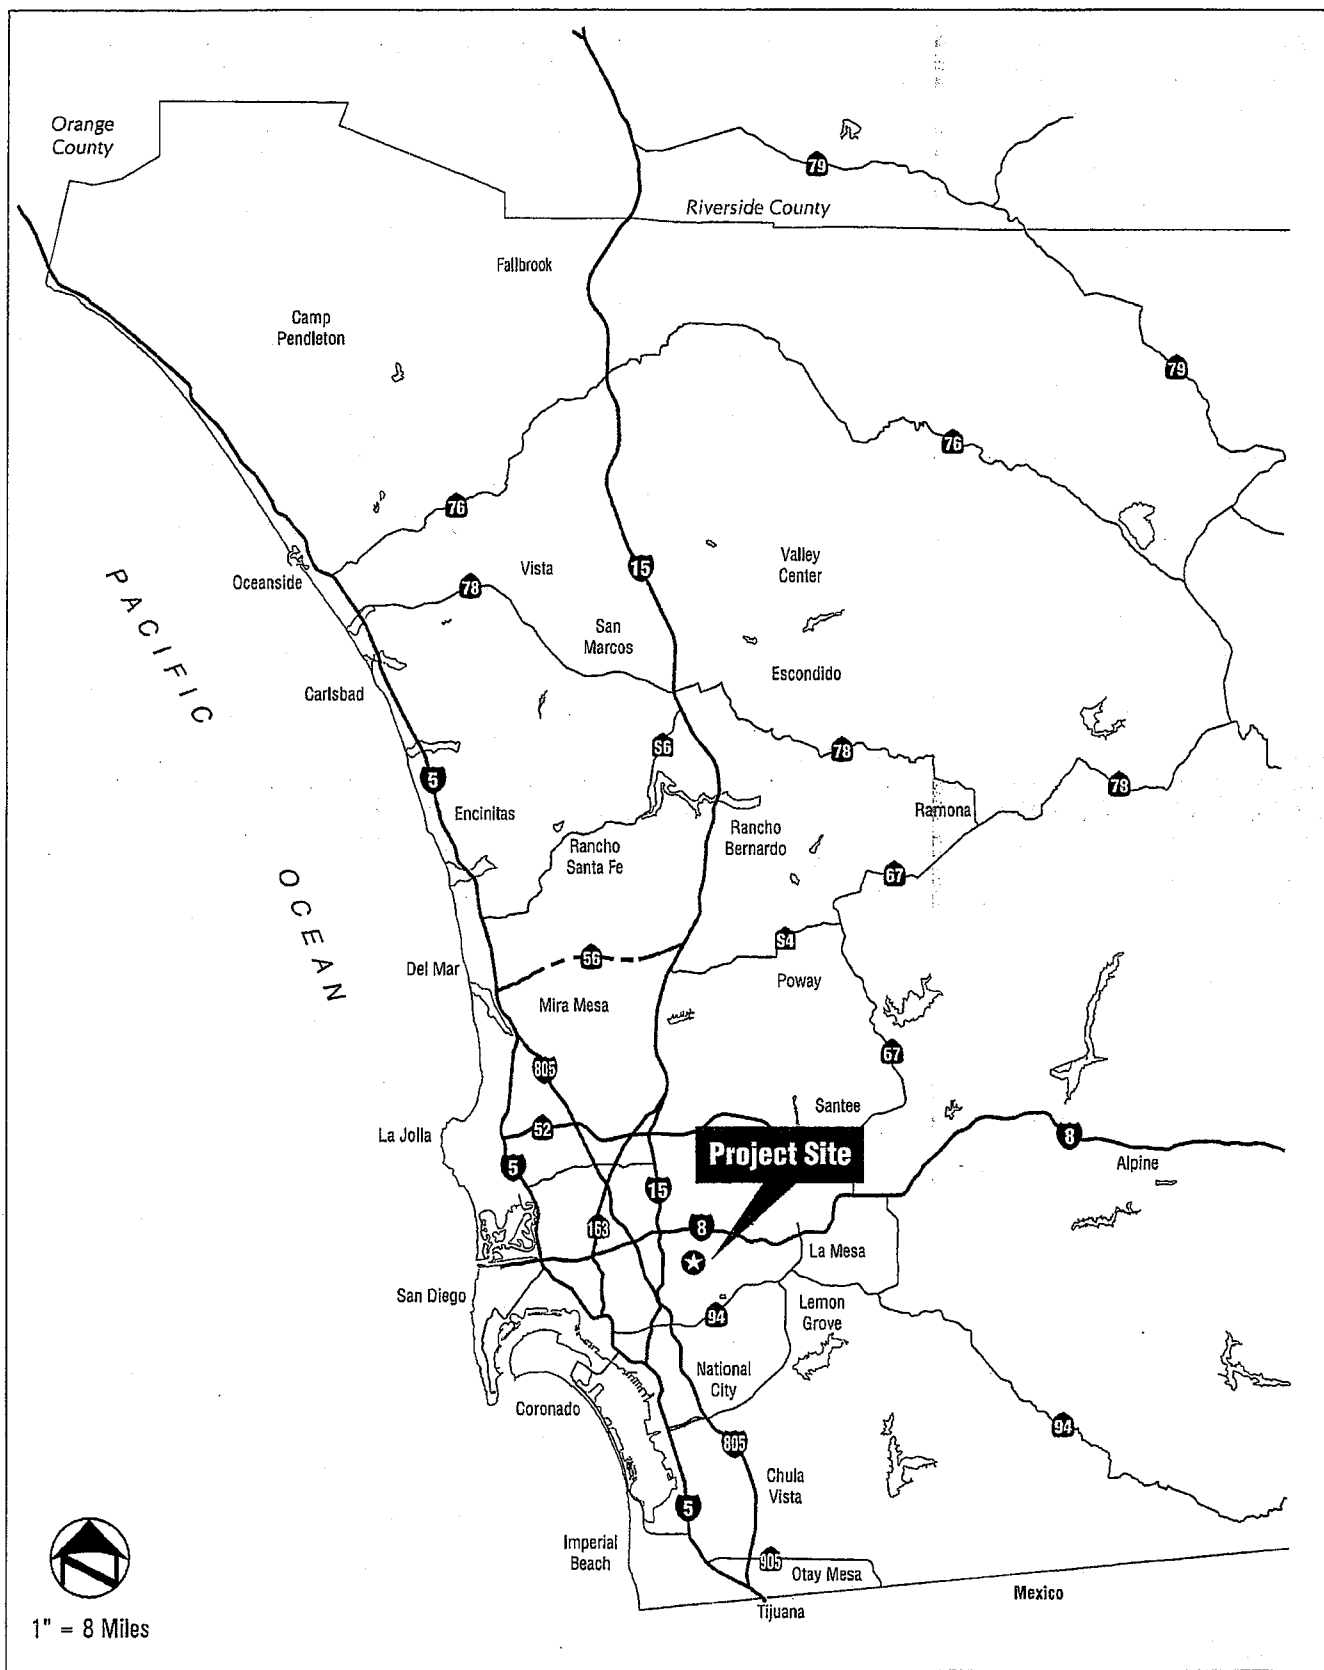 Orange
County
79
Riverside County
Fallbrook
Camp
Pendleton
79
76
76
15
Valley
Center
Vista
Oceanside
78
San
Marcos
Escondido
Carlsbad
PACIFIC
OCEAN
S6
78
5
78
Encinitas
Ramona
Rancho
Bernardo
Rancho
Santa Fe
67
S4
56
Del Mar
Poway
Mira Mesa
67
805
Santee
La Jolla
52
8
Project Site
Alpine
5
15
163
8
La Mesa
San Diego
94
Lemon
Grove
National
City
Coronado
94
805
Chula
Vista
5
Imperial
Beach
905
Otay Mesa
Mexico
Tijuana
1" = 8 Miles